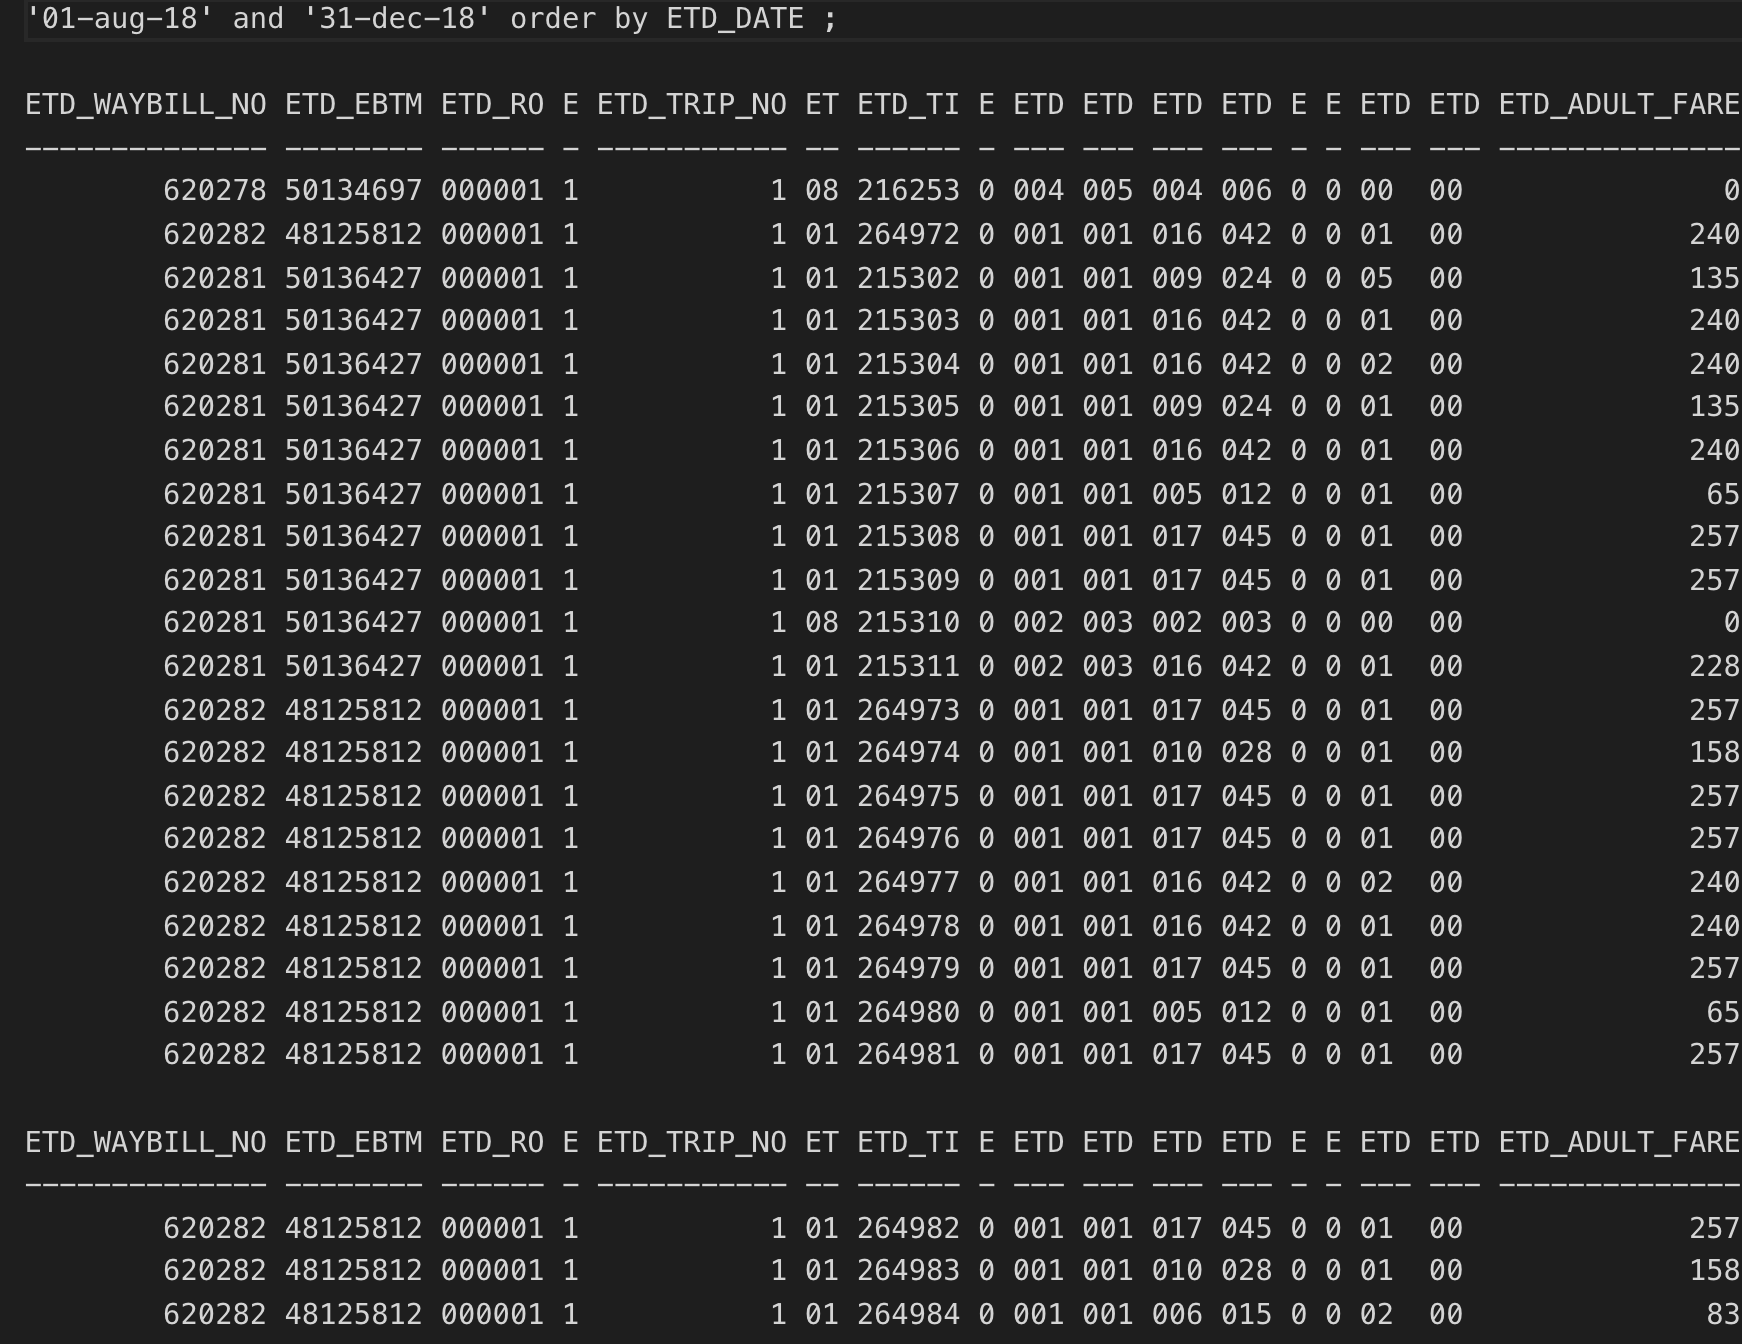 '01-aug-18' and '31-dec-18' order by ETD_DATE ;
ETD_WAYBILL_NO ETD_EBTM ETD_RO E ETD_TRIP_NO ET ETD_TI E ETD ETD ETD ETD E E ETD ETD ETD_ADULT_FARE
-------------- -------- ------ - ----------- -- ------ - --- --- --- --- - - --- --- --------------
620278 50134697 000001 1 1 08 216253 0 004 005 004 006 0 0 00 00 0
620282 48125812 000001 1 1 01 264972 0 001 001 016 042 0 0 01 00 240
620281 50136427 000001 1 1 01 215302 0 001 001 009 024 0 0 05 00 135
620281 50136427 000001 1 1 01 215303 0 001 001 016 042 0 0 01 00 240
620281 50136427 000001 1 1 01 215304 0 001 001 016 042 0 0 02 00 240
620281 50136427 000001 1 1 01 215305 0 001 001 009 024 0 0 01 00 135
620281 50136427 000001 1 1 01 215306 0 001 001 016 042 0 0 01 00 240
620281 50136427 000001 1 1 01 215307 0 001 001 005 012 0 0 01 00 65
620281 50136427 000001 1 1 01 215308 0 001 001 017 045 0 0 01 00 257
620281 50136427 000001 1 1 01 215309 0 001 001 017 045 0 0 01 00 257
620281 50136427 000001 1 1 08 215310 0 002 003 002 003 0 0 00 00 0
620281 50136427 000001 1 1 01 215311 0 002 003 016 042 0 0 01 00 228
620282 48125812 000001 1 1 01 264973 0 001 001 017 045 0 0 01 00 257
620282 48125812 000001 1 1 01 264974 0 001 001 010 028 0 0 01 00 158
620282 48125812 000001 1 1 01 264975 0 001 001 017 045 0 0 01 00 257
620282 48125812 000001 1 1 01 264976 0 001 001 017 045 0 0 01 00 257
620282 48125812 000001 1 1 01 264977 0 001 001 016 042 0 0 02 00 240
620282 48125812 000001 1 1 01 264978 0 001 001 016 042 0 0 01 00 240
620282 48125812 000001 1 1 01 264979 0 001 001 017 045 0 0 01 00 257
620282 48125812 000001 1 1 01 264980 0 001 001 005 012 0 0 01 00 65
620282 48125812 000001 1 1 01 264981 0 001 001 017 045 0 0 01 00 257
ETD_WAYBILL_NO ETD_EBTM ETD_RO E ETD_TRIP_NO ET ETD_TI E ETD ETD ETD ETD E E ETD ETD ETD_ADULT_FARE
-------------- -------- ------ - ----------- -- ------ - --- --- --- --- - - --- --- --------------
620282 48125812 000001 1 1 01 264982 0 001 001 017 045 0 0 01 00 257
620282 48125812 000001 1 1 01 264983 0 001 001 010 028 0 0 01 00 158
620282 48125812 000001 1 1 01 264984 0 001 001 006 015 0 0 02 00 83